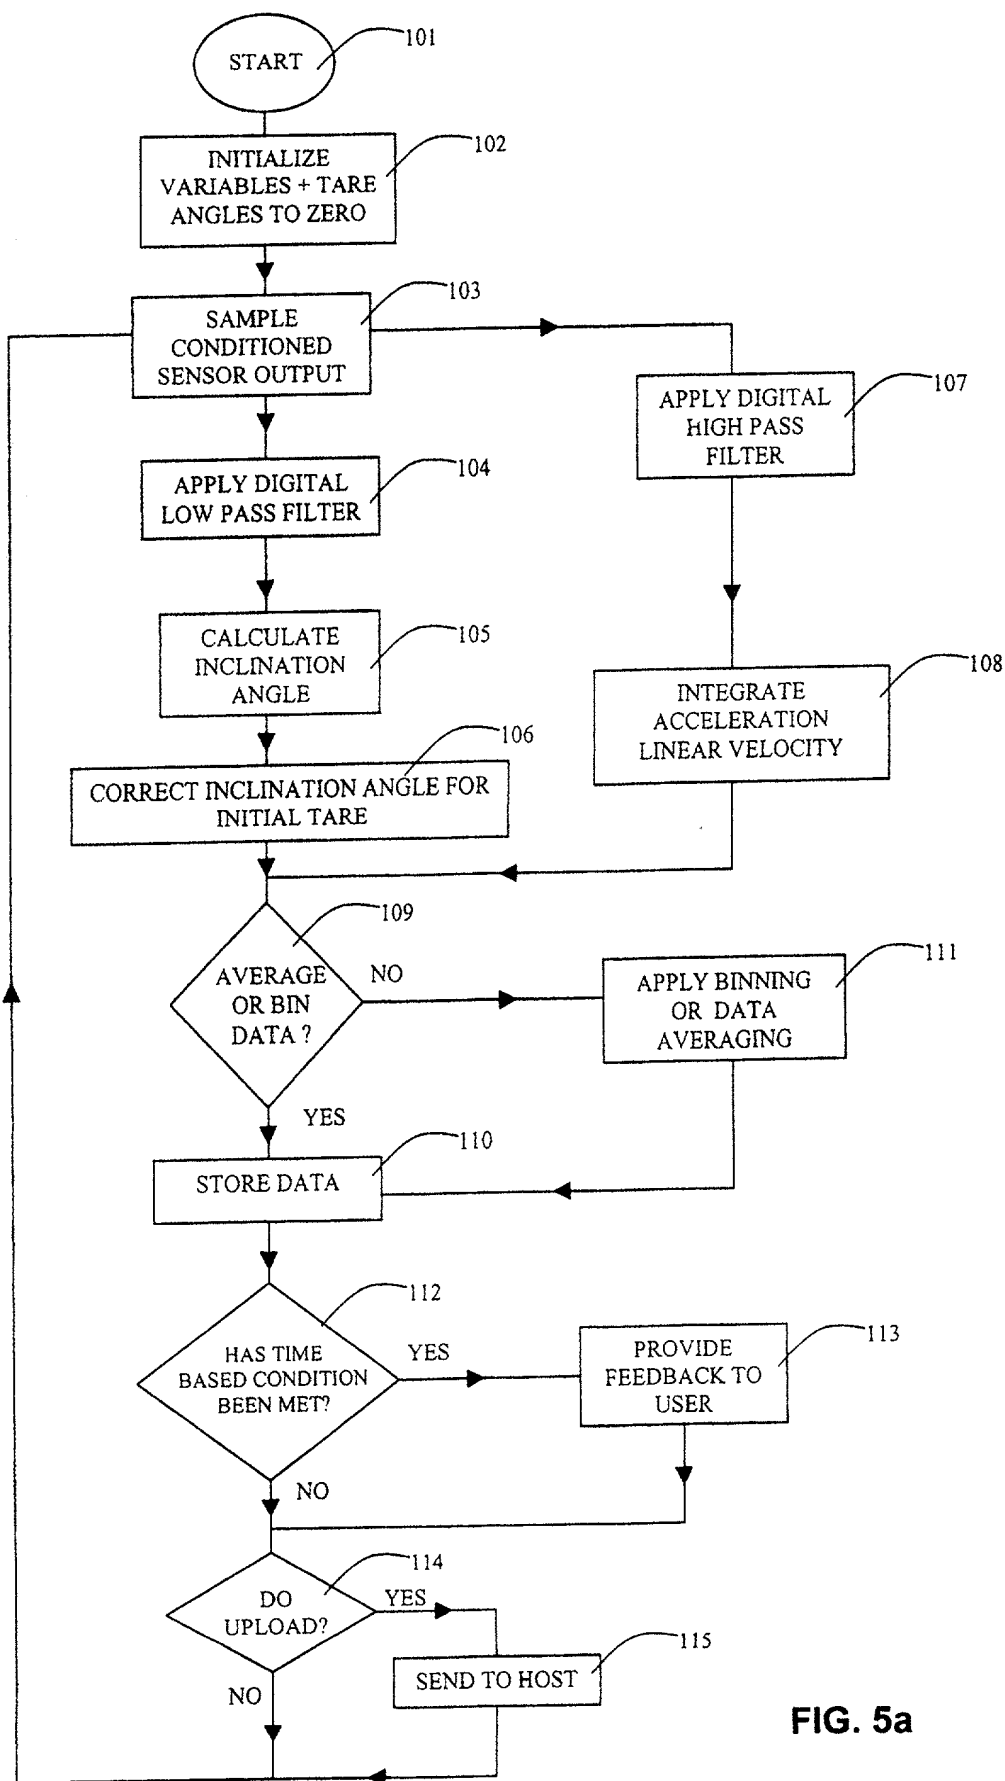 START
101
INITIALIZE
VARIABLES + TARE
ANGLES TO ZERO
102
SAMPLE
CONDITIONED
SENSOR OUTPUT
103
APPLY DIGITAL
HIGH PASS
FILTER
107
APPLY DIGITAL
LOW PASS FILTER
104
CALCULATE
INCLINATION
ANGLE
105
INTEGRATE
ACCELERATION
LINEAR VELOCITY
108
CORRECT INCLINATION ANGLE FOR
INITIAL TARE
106
AVERAGE
OR BIN
DATA ?
109
NO
APPLY BINNING
OR DATA
AVERAGING
111
YES
STORE DATA
110
HAS TIME
BASED CONDITION
BEEN MET?
112
YES
PROVIDE
FEEDBACK TO
USER
113
NO
DO
UPLOAD?
114
YES
SEND TO HOST
115
NO
FIG. 5a